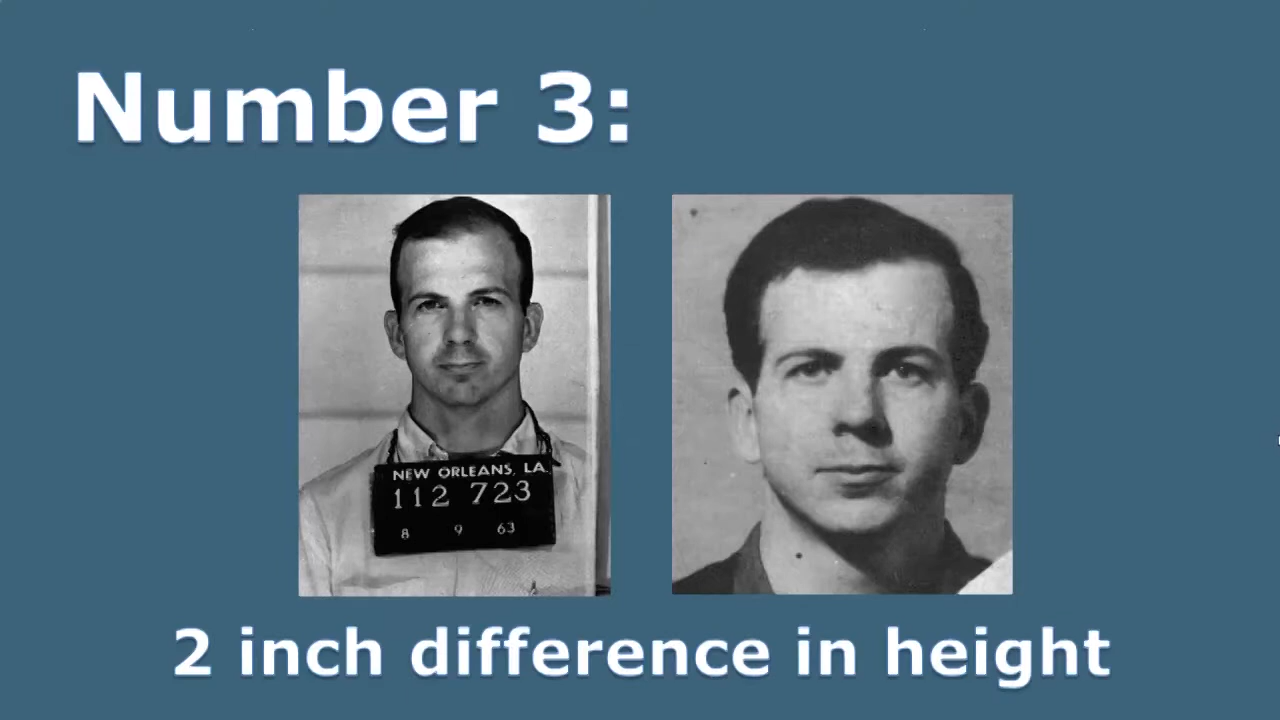 Number 3:
NEW ORLEANS, LA.
112 723
8 9 63
2 inch difference in height